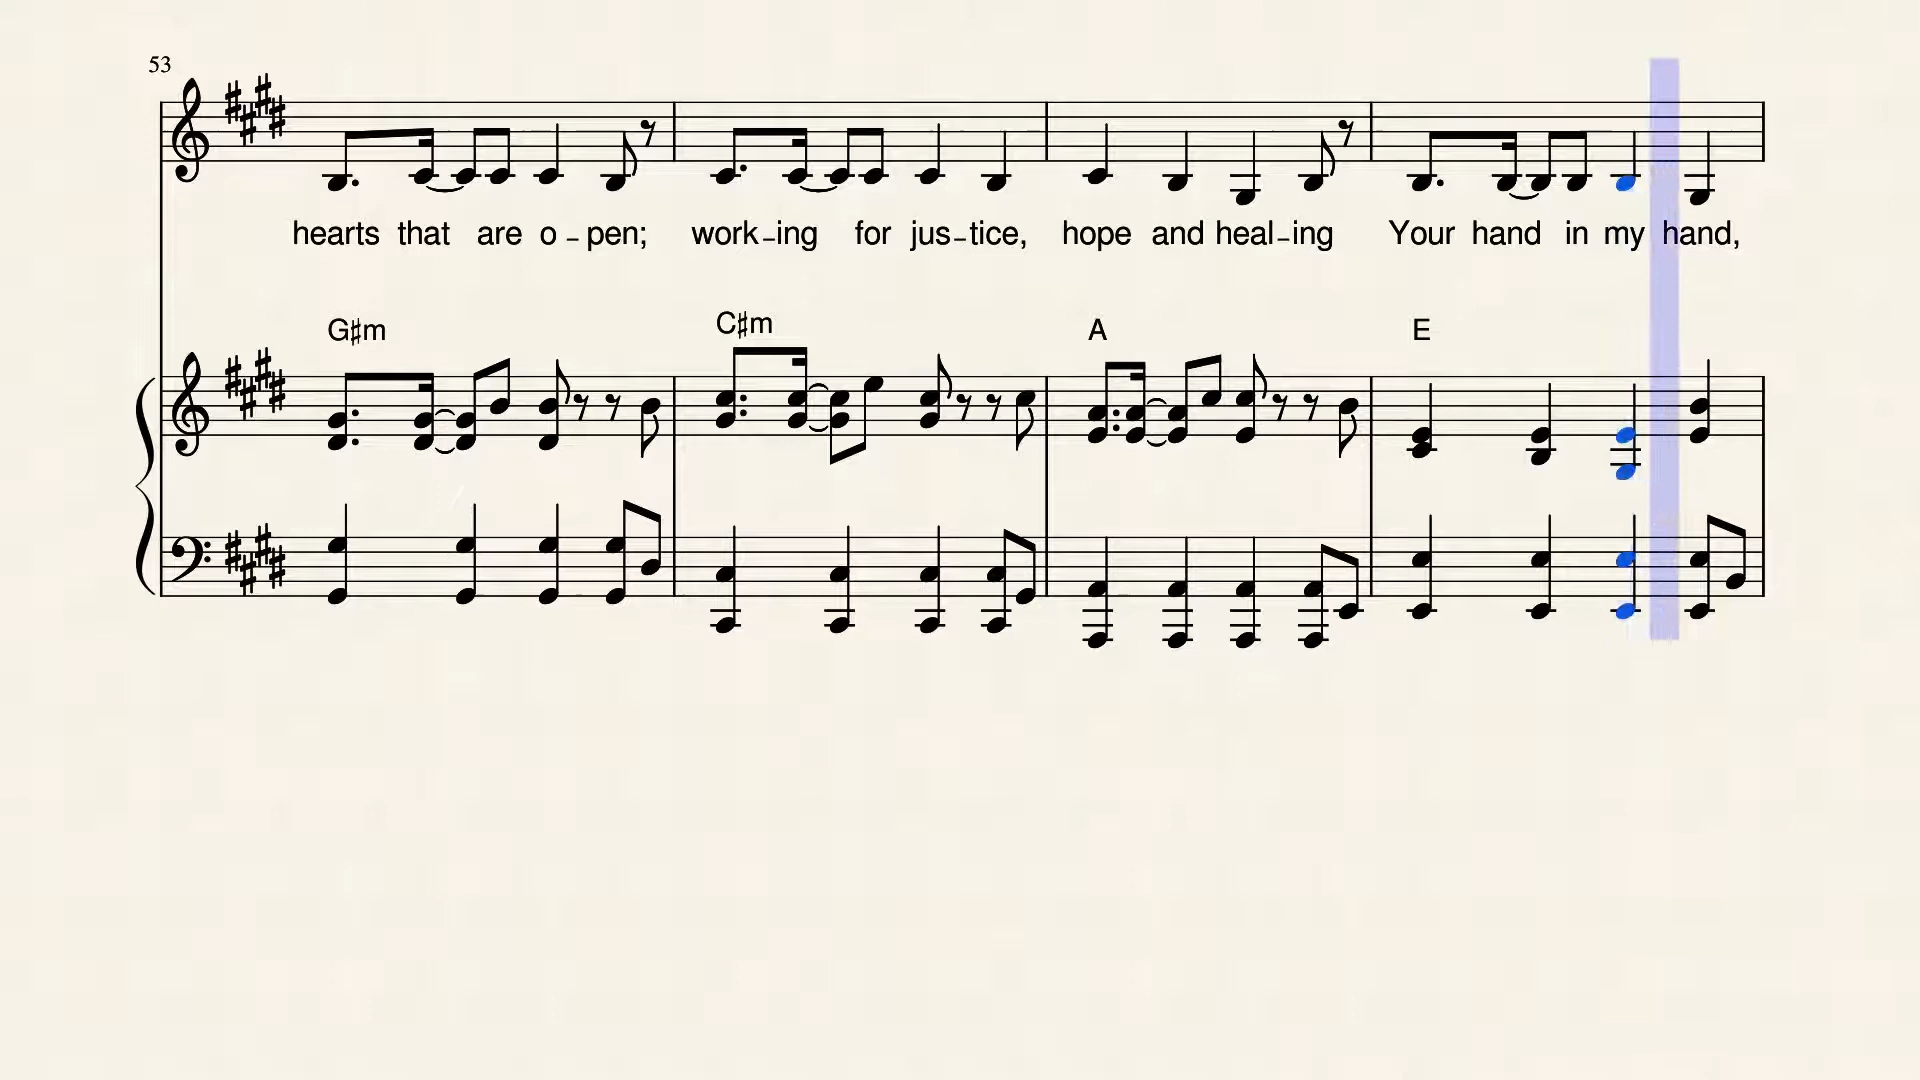 53
hearts that are o - pen; work - ing for jus - tice, hope and heal - ing Your hand in my hand,
G♯m C♯m A E